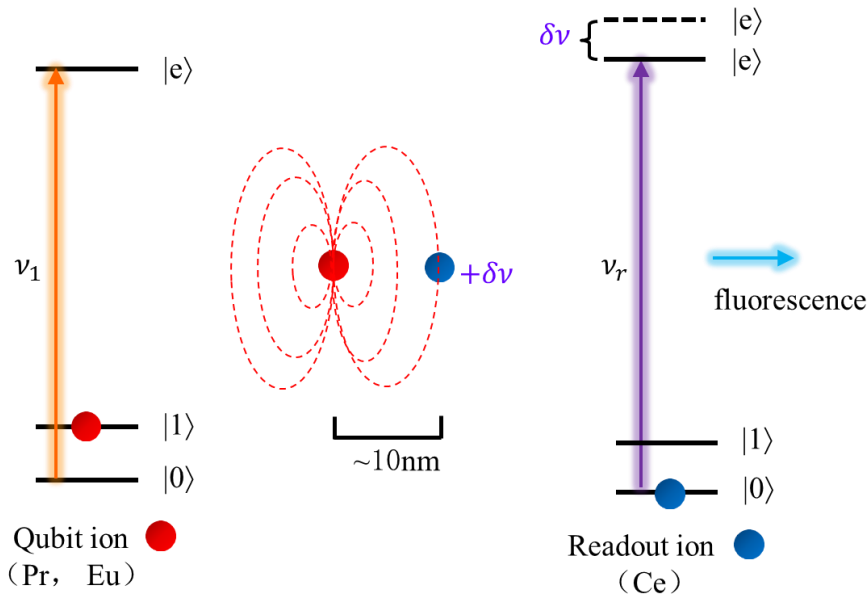 |e⟩
ν₁
|1⟩
|0⟩
Qubit ion
（Pr， Eu）
+δν
~10nm
δν
|e⟩
|e⟩
νᵣ
fluorescence
|1⟩
|0⟩
Readout ion
（Ce）